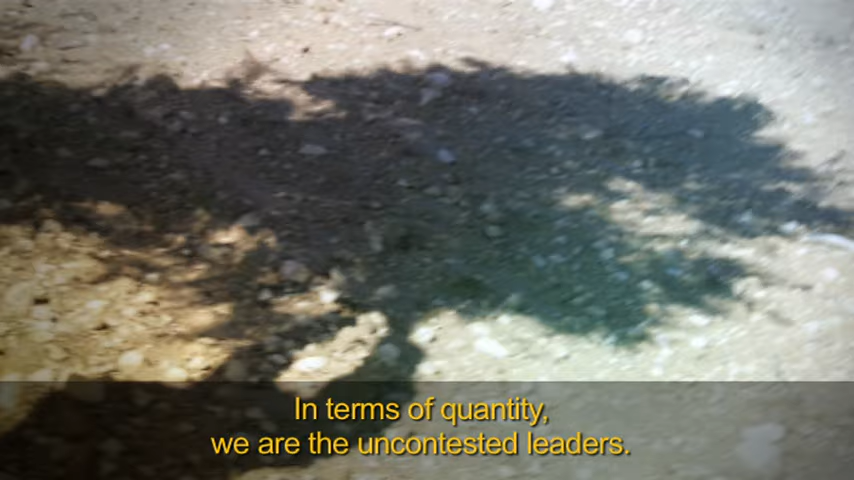 In terms of quantity,
we are the uncontested leaders.